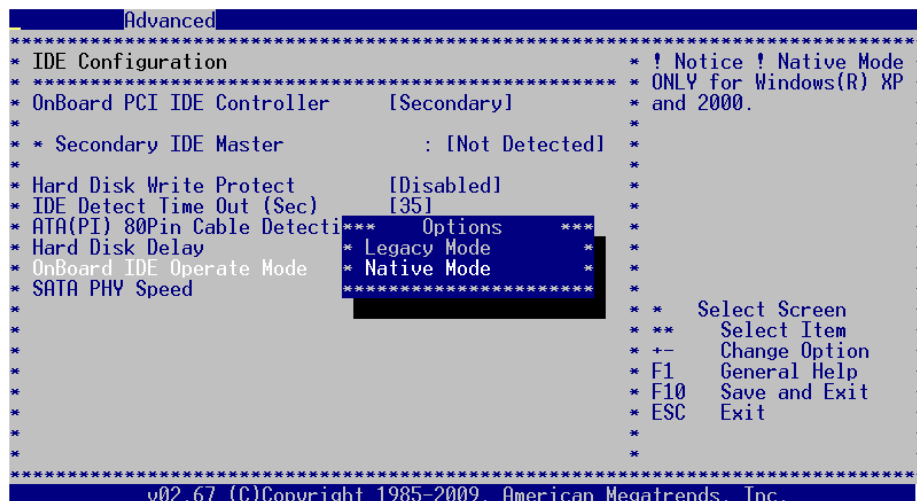 Advanced
IDE Configuration
OnBoard PCI IDE Controller [Secondary]
* Secondary IDE Master : [Not Detected]
Hard Disk Write Protect [Disabled]
IDE Detect Time Out (Sec) [35]
ATA(PI) 80Pin Cable Detecti
Hard Disk Delay
OnBoard IDE Operate Mode
SATA PHY Speed
*** Options ***
* Legacy Mode *
* Native Mode *
! Notice ! Native Mode
ONLY for Windows(R) XP
and 2000.
* Select Screen
** Select Item
+- Change Option
F1 General Help
F10 Save and Exit
ESC Exit
v02.67 (C)Copyright 1985-2009, American Megatrends, Inc.